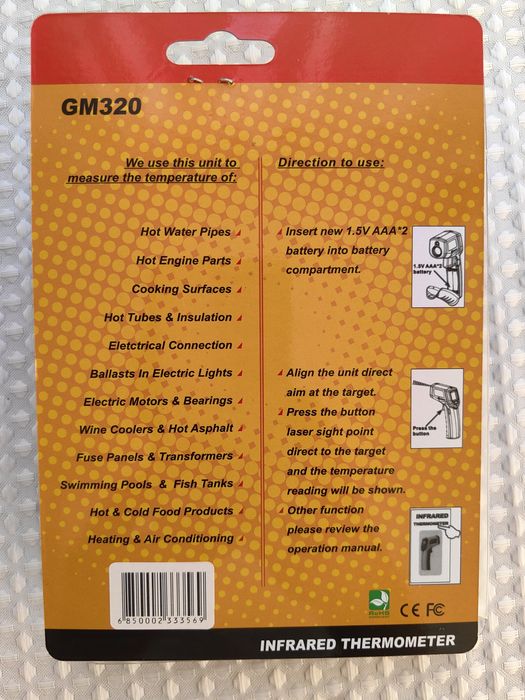 GM320
We use this unit to
measure the temperature of:
Hot Water Pipes
Hot Engine Parts
Cooking Surfaces
Hot Tubes & Insulation
Eletctrical Connection
Ballasts In Electric Lights
Electric Motors & Bearings
Wine Coolers & Hot Asphalt
Fuse Panels & Transformers
Swimming Pools & Fish Tanks
Hot & Cold Food Products
Heating & Air Conditioning
Direction to use:
Insert new 1.5V AAA*2
battery into battery
compartment.
1.5V AAA*2
battery
Align the unit direct
aim at the target.
Press the button
laser sight point
direct to the target
and the temperature
reading will be shown.
Press the
button
Other function
please review the
operation manual.
INFRARED
THERMOMETER
6 850002 333569
RoHS
CE FC
INFRARED THERMOMETER